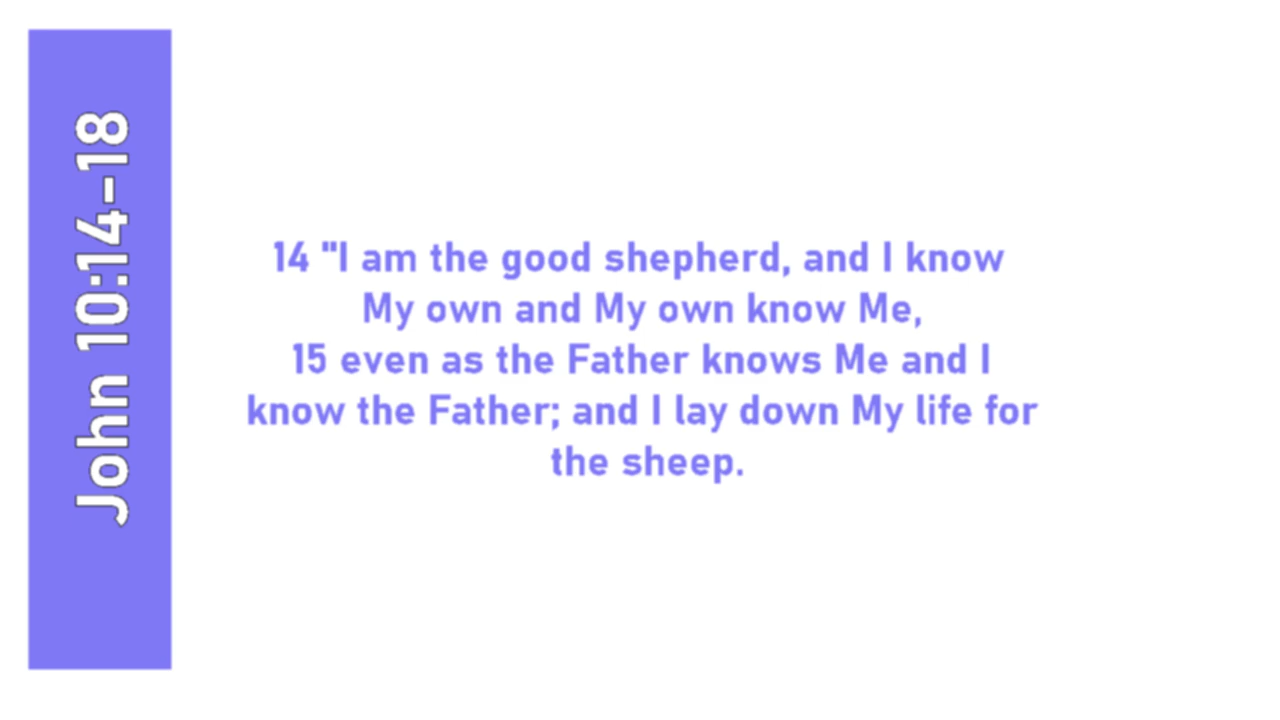 John 10:14-18
14 "I am the good shepherd, and I know
My own and My own know Me,
15 even as the Father knows Me and I
know the Father; and I lay down My life for
the sheep.